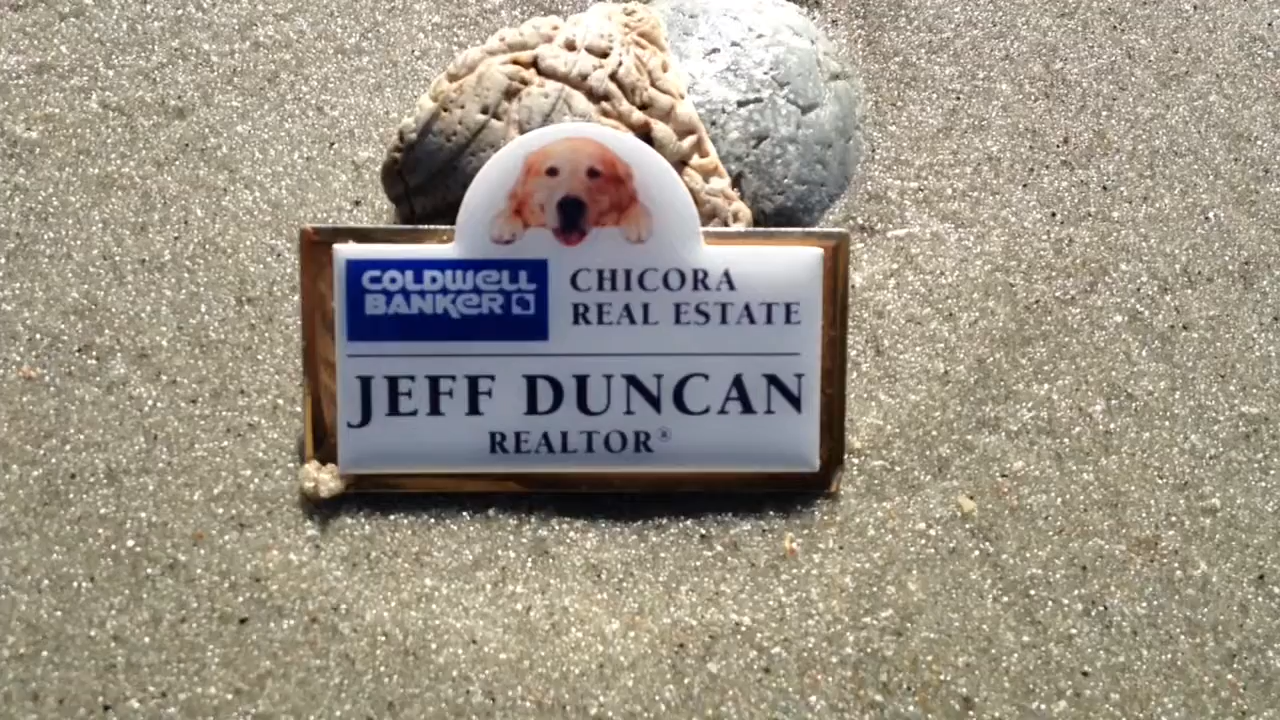 COLDWELL
BANKER
CHICORA
REAL ESTATE
JEFF DUNCAN
REALTOR®